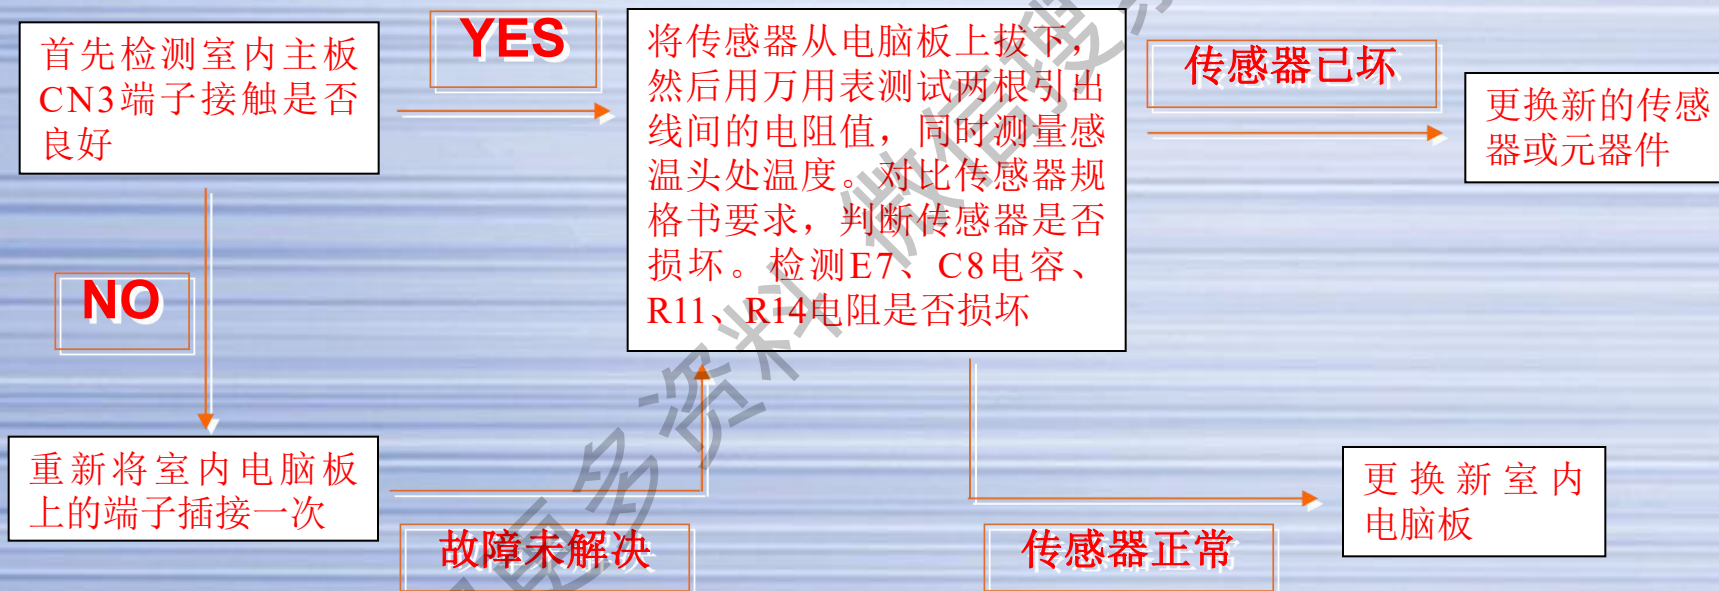 首先检测室内主板
CN3端子接触是否
良好
YES
将传感器从电脑板上拔下，
然后用万用表测试两根引出
线间的电阻值，同时测量感
温头处温度。对比传感器规
格书要求，判断传感器是否
损坏。检测E7、C8电容、
R11、R14电阻是否损坏
传感器已坏
更换新的传感
器或元器件
NO
重新将室内电脑板
上的端子插接一次
故障未解决
传感器正常
更换新室内
电脑板
更多资料 微信搜